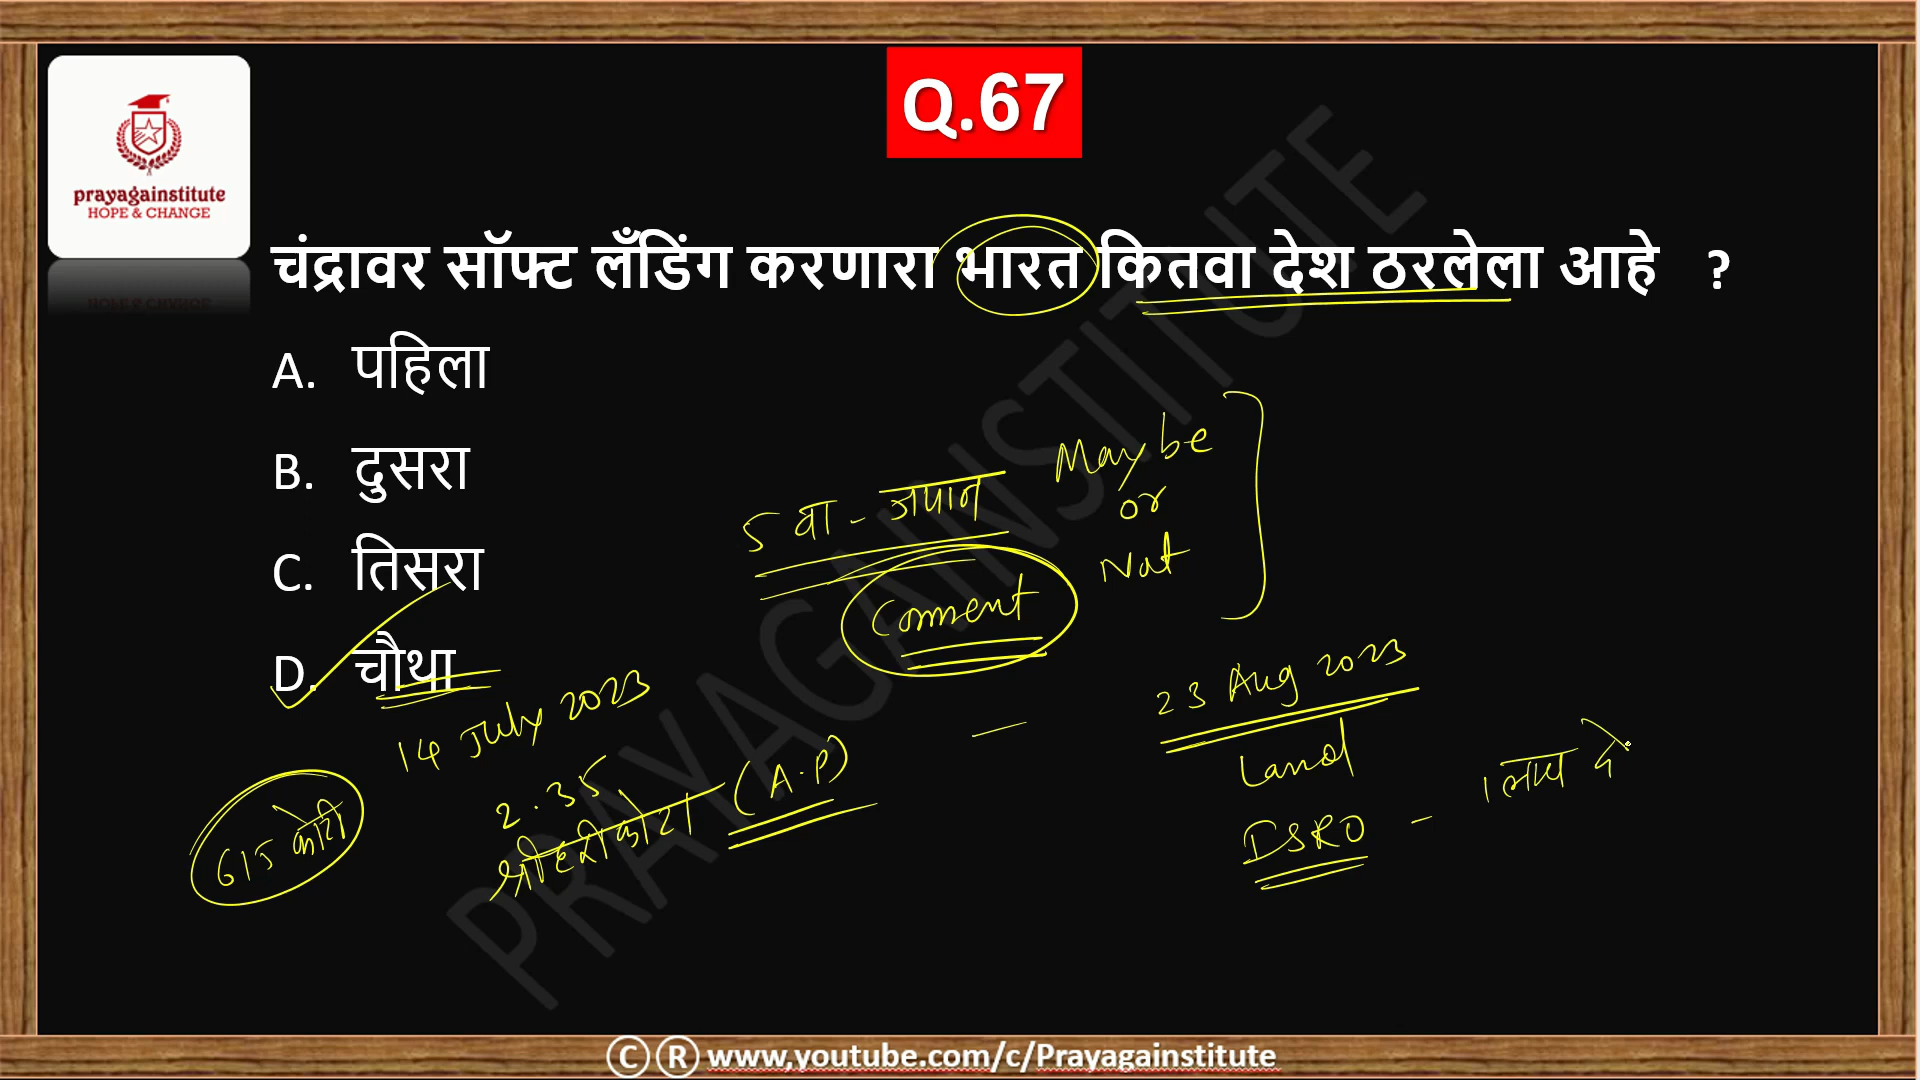 prayagainstitute
HOPE & CHANGE
Q.67
चंद्रावर सॉफ्ट लँडिंग करणारा भारत कितवा देश ठरलेला आहे ?
A. पहिला
B. दुसरा
C. तिसरा
D. चौथा
5 वा - जपान
May be
or
Not
Comment
14 July 2023
23 Aug 2023
Land
2.35
श्रीहरीकोटा (A.P)
615 कोटी
ISRO -
PRAYAGAINSTITUTE
© ® www,youtube.com/c/Prayagainstitute